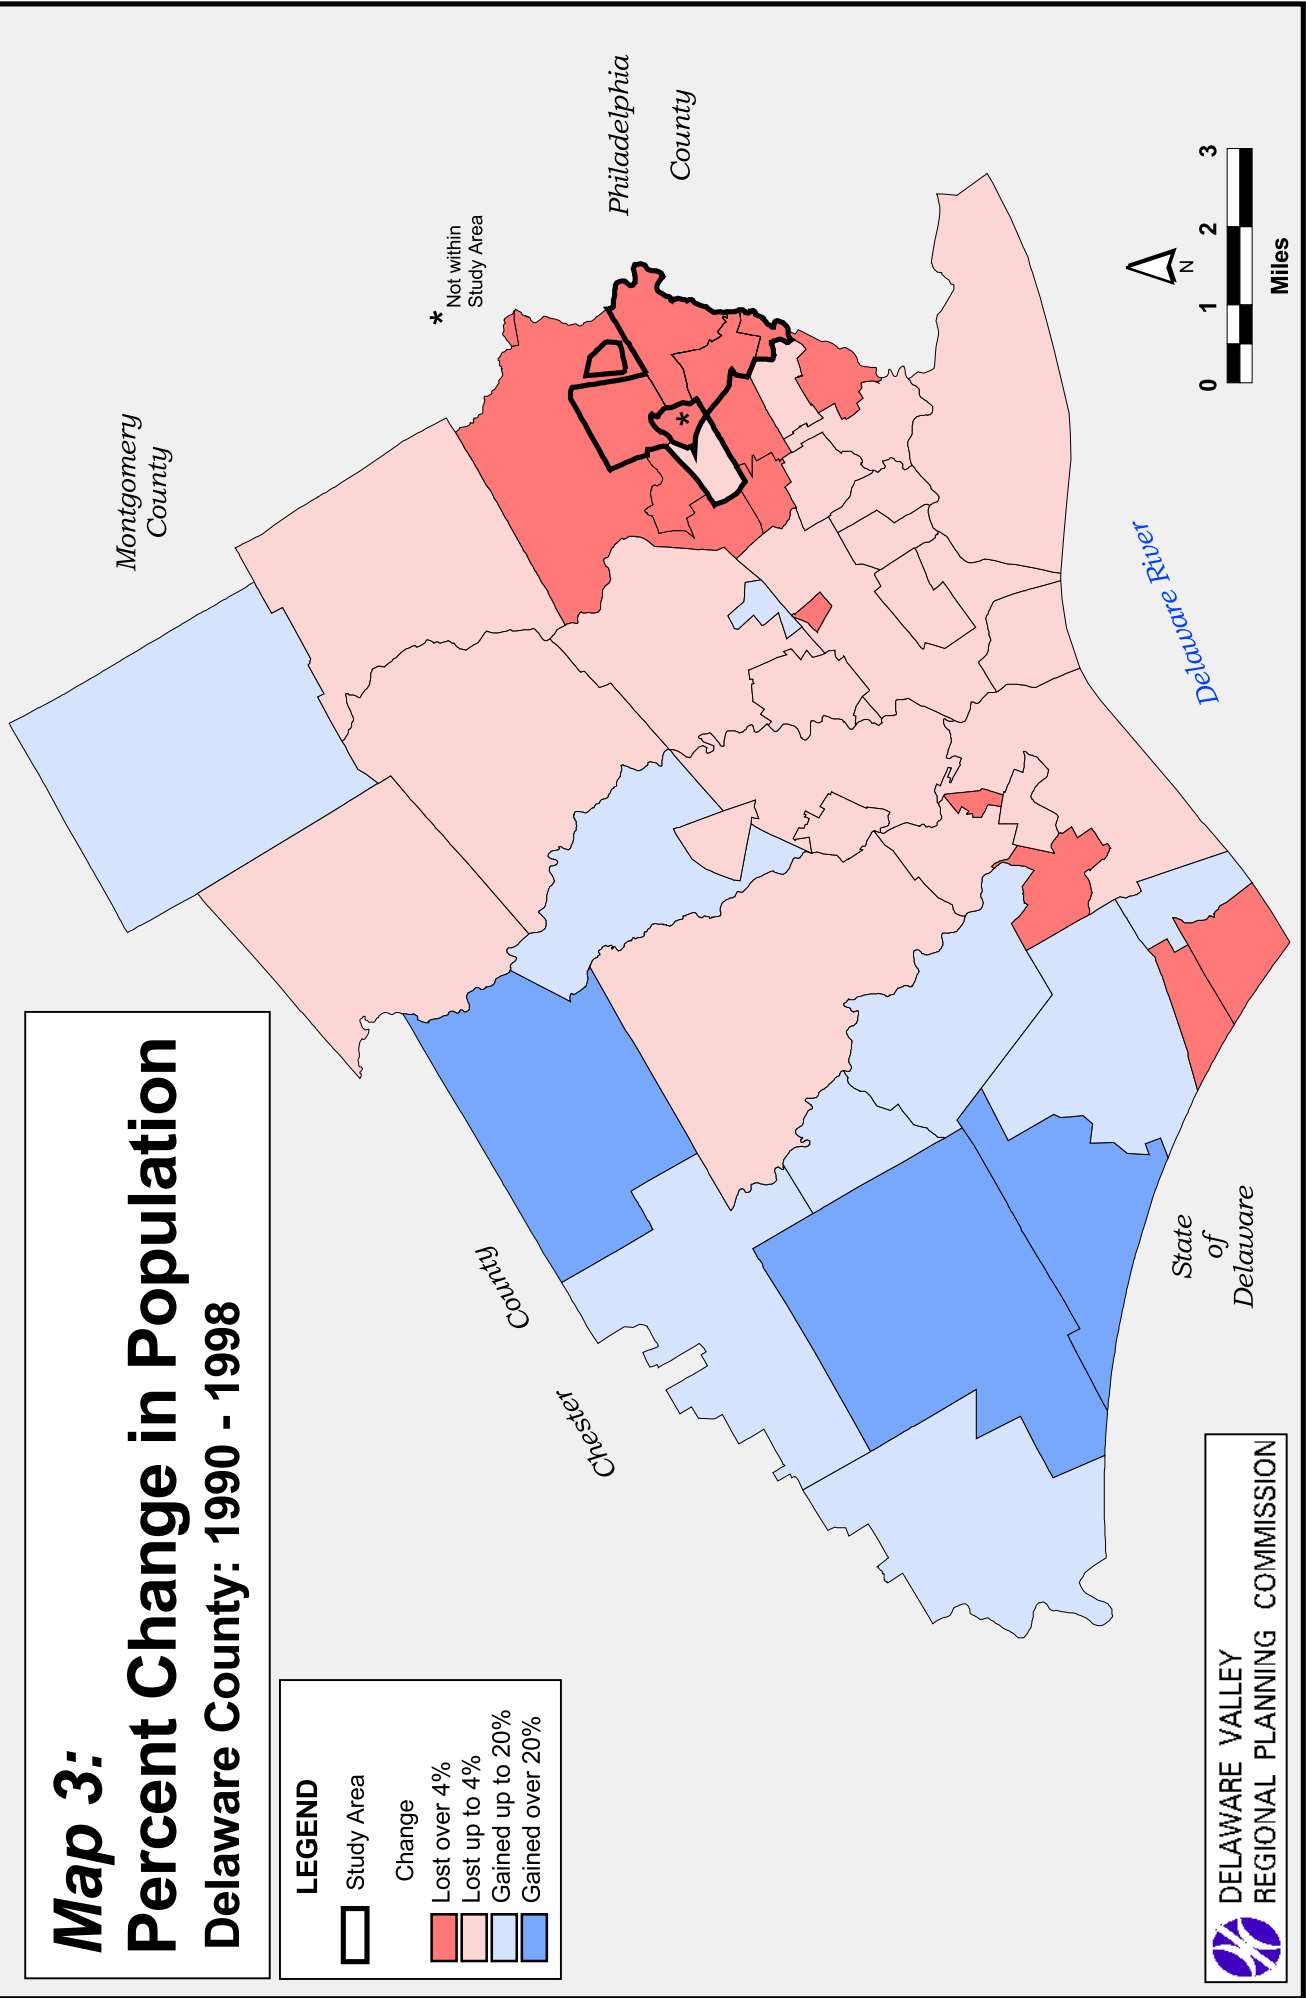 Map 3:
Percent Change in Population
Delaware County: 1990 - 1998
LEGEND
Study Area
Change
Lost over 4%
Lost up to 4%
Gained up to 20%
Gained over 20%
Chester
County
Montgomery
County
*
Not within
Study Area
Philadelphia
County
*
Delaware River
State
of
Delaware
N
0 1 2 3
Miles
DELAWARE VALLEY
REGIONAL PLANNING COMMISSION